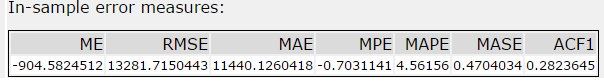 In-sample error measures:
ME RMSE MAE MPE MAPE MASE ACF1
-904.5824512 13281.7150443 11440.1260418 -0.7031141 4.56156 0.4704034 0.2823645